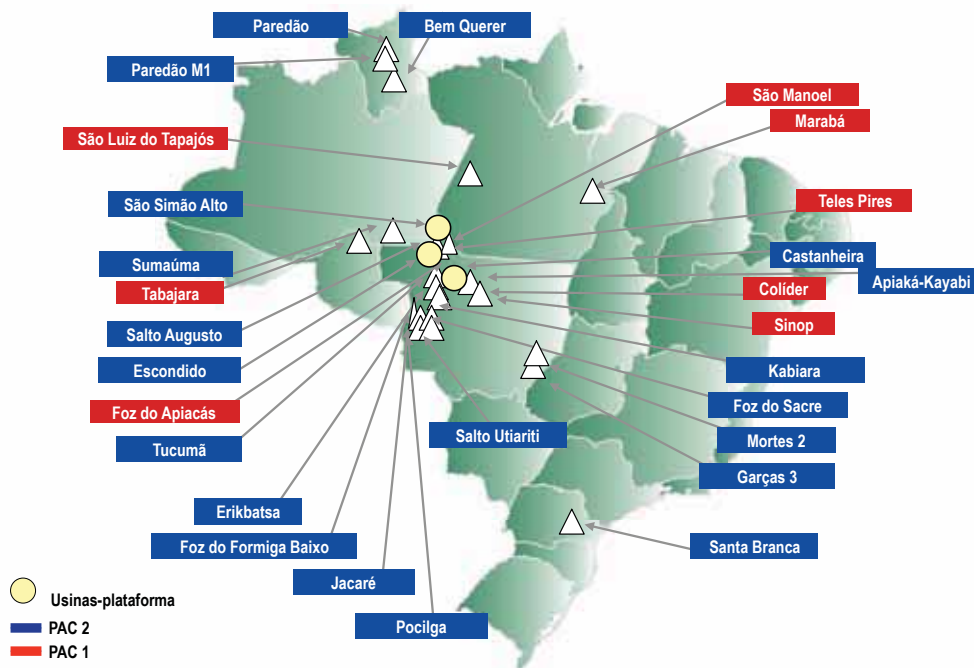 Paredão
Bem Querer
Paredão M1
São Manoel
Marabá
São Luiz do Tapajós
Teles Pires
São Simão Alto
Castanheira
Sumaúma
Apiaká-Kayabi
Tabajara
Colíder
Sinop
Salto Augusto
Escondido
Kabiara
Foz do Apiacás
Foz do Sacre
Tucumã
Salto Utiariti
Mortes 2
Garças 3
Erikbatsa
Foz do Formiga Baixo
Santa Branca
Jacaré
Usinas-plataforma
Pocilga
PAC 2
PAC 1